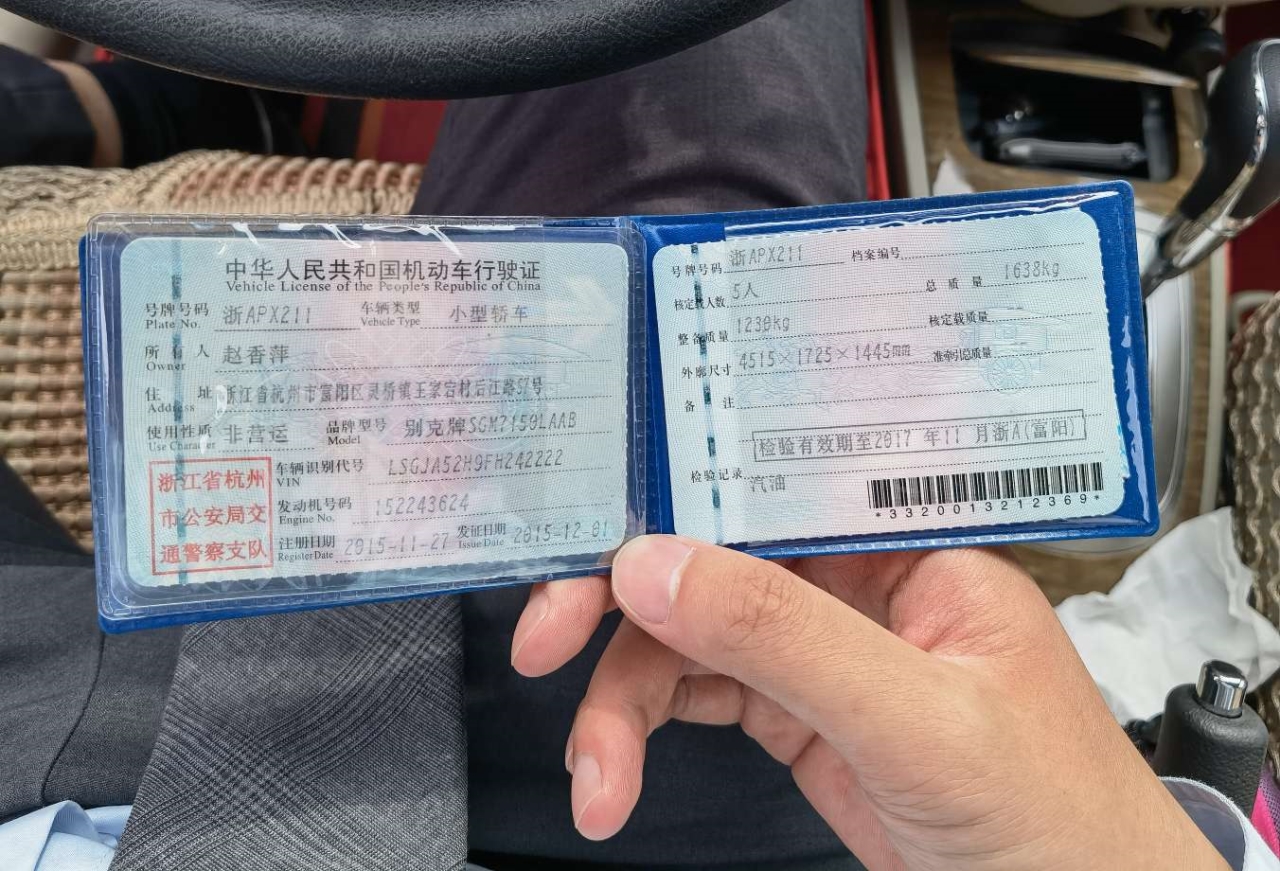 中华人民共和国机动车行驶证
Vehicle License of the People's Republic of China
号牌号码 浙APX211 车辆类型 小型轿车
Plate No. Vehicle Type
所有人 赵香萍
Owner
住址 浙江省杭州市富阳区灵桥镇王家宕村后江路57号
Address
使用性质 非营运 品牌型号 别克牌SGM7150LAAB
Use Character Model
浙江省杭州
市公安局交
通警察支队
车辆识别代号 LSGJA52H9FH242222
VIN
发动机号码 152243624
Engine No.
注册日期 2015-11-27 发证日期 2015-12-01
Register Date Issue Date
号牌号码 浙APX211 档案编号
核定载人数 5人 总质量 1638kg
整备质量 1230kg 核定载质量
外廓尺寸 4515×1725×1445mm 准牵引总质量
备注
检验有效期至2017年11月浙A(富阳)
检验记录 汽油
*3320013212369*